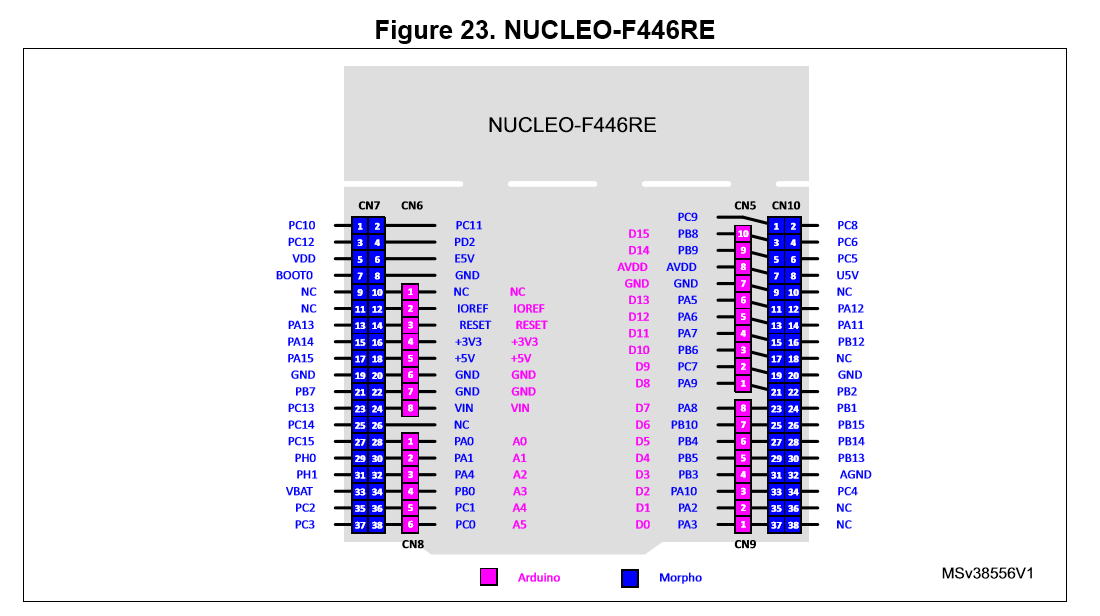 Figure 23. NUCLEO-F446RE
NUCLEO-F446RE
CN7 CN6 CN5 CN10
PC9
PC10 1 2 PC11 1 2 PC8
PC12 3 4 PD2 D15 PB8 10 3 4 PC6
VDD 5 6 E5V D14 PB9 9 5 6 PC5
BOOT0 7 8 GND AVDD AVDD 8 7 8 U5V
NC 9 10 1 NC NC GND GND 7 9 10 NC
NC 11 12 2 IOREF IOREF D13 PA5 6 11 12 PA12
PA13 13 14 3 RESET RESET D12 PA6 5 13 14 PA11
PA14 15 16 4 +3V3 +3V3 D11 PA7 4 15 16 PB12
PA15 17 18 5 +5V +5V D10 PB6 3 17 18 NC
GND 19 20 6 GND GND D9 PC7 2 19 20 GND
PB7 21 22 7 GND GND D8 PA9 1 21 22 PB2
PC13 23 24 8 VIN VIN D7 PA8 8 23 24 PB1
PC14 25 26 NC D6 PB10 7 25 26 PB15
PC15 27 28 1 PA0 A0 D5 PB4 6 27 28 PB14
PH0 29 30 2 PA1 A1 D4 PB5 5 29 30 PB13
PH1 31 32 3 PA4 A2 D3 PB3 4 31 32 AGND
VBAT 33 34 4 PB0 A3 D2 PA10 3 33 34 PC4
PC2 35 36 5 PC1 A4 D1 PA2 2 35 36 NC
PC3 37 38 6 PC0 A5 D0 PA3 1 37 38 NC
CN8 CN9
Arduino Morpho
MSv38556V1